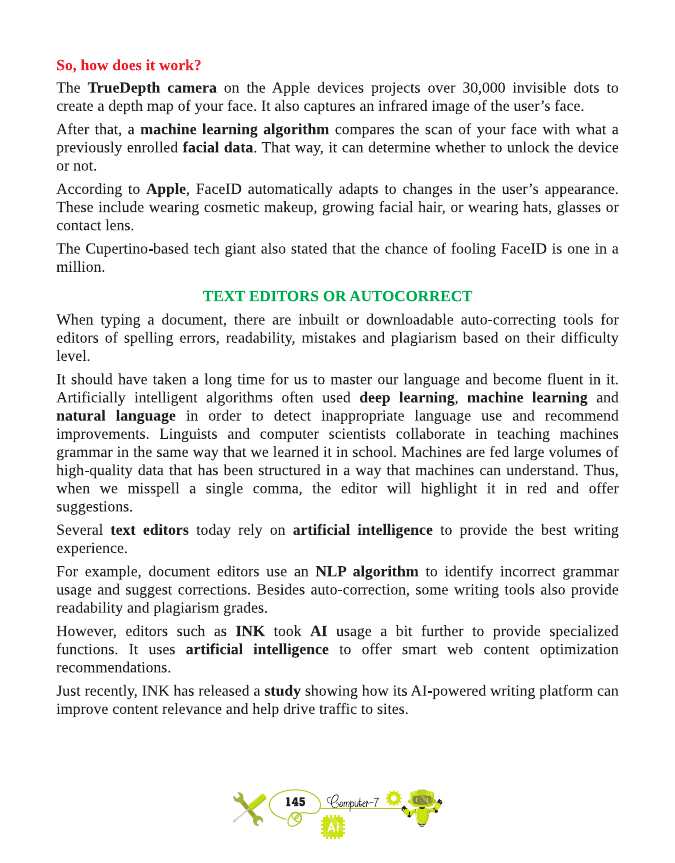 So, how does it work?
The TrueDepth camera on the Apple devices projects over 30,000 invisible dots to
create a depth map of your face. It also captures an infrared image of the user's face.
After that, a machine learning algorithm compares the scan of your face with what a
previously enrolled facial data. That way, it can determine whether to unlock the device
or not.
According to Apple, FaceID automatically adapts to changes in the user's appearance.
These include wearing cosmetic makeup, growing facial hair, or wearing hats, glasses or
contact lens.
The Cupertino-based tech giant also stated that the chance of fooling FaceID is one in a
million.
TEXT EDITORS OR AUTOCORRECT
When typing a document, there are inbuilt or downloadable auto-correcting tools for
editors of spelling errors, readability, mistakes and plagiarism based on their difficulty
level.
It should have taken a long time for us to master our language and become fluent in it.
Artificially intelligent algorithms often used deep learning, machine learning and
natural language in order to detect inappropriate language use and recommend
improvements. Linguists and computer scientists collaborate in teaching machines
grammar in the same way that we learned it in school. Machines are fed large volumes of
high-quality data that has been structured in a way that machines can understand. Thus,
when we misspell a single comma, the editor will highlight it in red and offer
suggestions.
Several text editors today rely on artificial intelligence to provide the best writing
experience.
For example, document editors use an NLP algorithm to identify incorrect grammar
usage and suggest corrections. Besides auto-correction, some writing tools also provide
readability and plagiarism grades.
However, editors such as INK took AI usage a bit further to provide specialized
functions. It uses artificial intelligence to offer smart web content optimization
recommendations.
Just recently, INK has released a study showing how its AI-powered writing platform can
improve content relevance and help drive traffic to sites.
145 Computer-7
AI